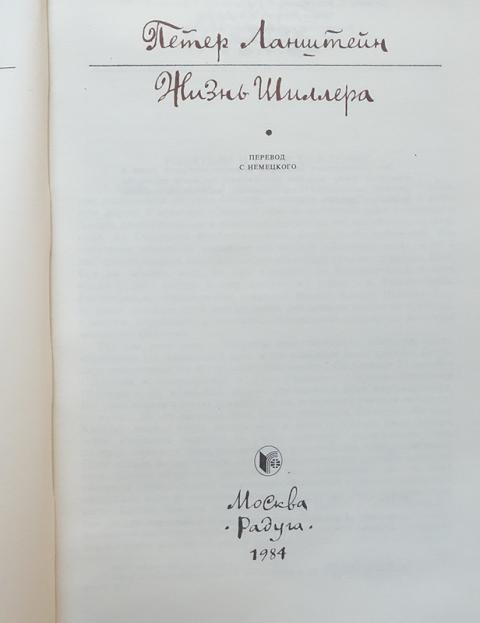 Петер Ланштейн
Жизнь Шиллера
ПЕРЕВОД
С НЕМЕЦКОГО
Москва
·Радуга·
1984